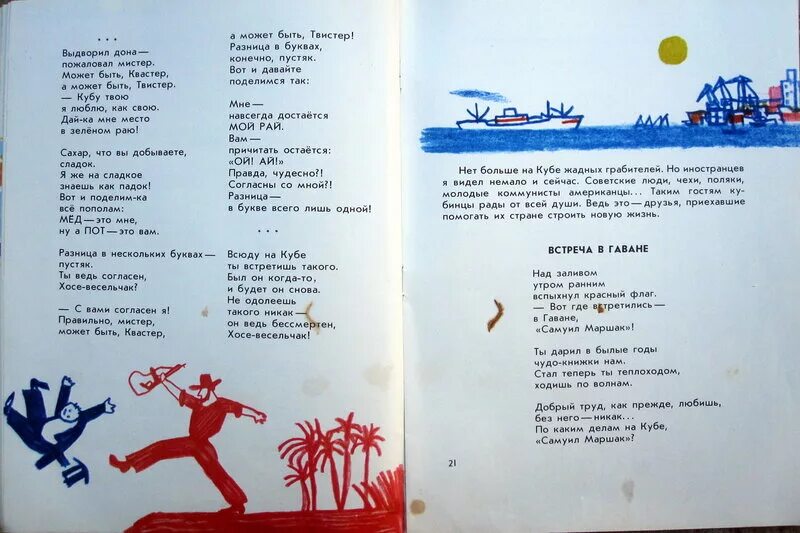 * * *
Выдворил дона —
пожаловал мистер.
Может быть, Квастер,
а может быть, Твистер.
— Кубу твою
я люблю, как свою.
Дай-ка мне место
в зелёном раю!
Сахар, что вы добываете,
сладок.
Я же на сладкое
знаешь как падок!
Вот и поделим-ка
всё пополам:
МЁД — это мне,
ну а ПОТ — это вам.
Разница в нескольких буквах —
пустяк.
Ты ведь согласен,
Хосе-весельчак?
— С вами согласен я!
Правильно, мистер,
может быть, Квастер,
а может быть, Твистер!
Разница в буквах,
конечно, пустяк.
Вот и давайте
поделимся так:
Мне —
навсегда достаётся
МОЙ РАЙ.
Вам —
причитать остаётся:
«ОЙ! АЙ!»
Правда, чудесно?!
Согласны со мной?!
Разница —
в букве всего лишь одной!
* * *
Всюду на Кубе
ты встретишь такого.
Был он когда-то,
и будет он снова.
Не одолеешь
такого никак —
он ведь бессмертен,
Хосе-весельчак!
Нет больше на Кубе жадных грабителей. Но иностранцев
я видел немало и сейчас. Советские люди, чехи, поляки,
молодые коммунисты американцы... Таким гостям ку-
бинцы рады от всей души. Ведь это — друзья, приехавшие
помогать их стране строить новую жизнь.
ВСТРЕЧА В ГАВАНЕ
Над заливом
утром ранним
вспыхнул красный флаг.
— Вот где встретились —
в Гаване,
«Самуил Маршак»!
Ты дарил в былые годы
чудо-книжки нам.
Стал теперь ты теплоходом,
ходишь по волнам.
Добрый труд, как прежде, любишь,
без него — никак...
По каким делам на Кубе,
«Самуил Маршак»?
21